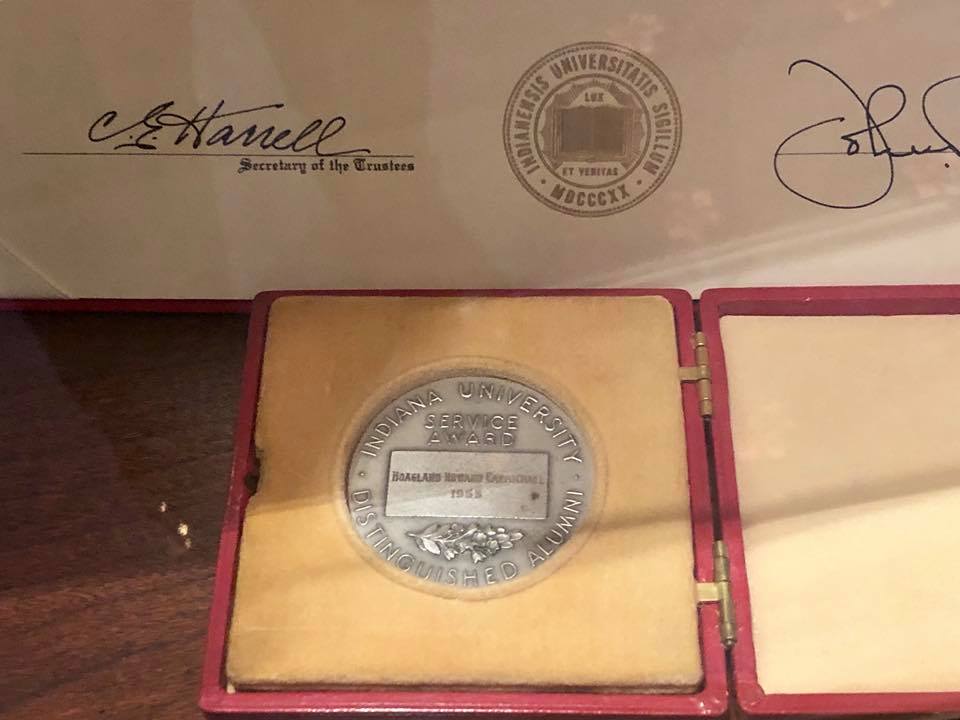 C. E. Harrell
Secretary of the Trustees
INDIANENSIS UNIVERSITATIS SIGILLUM
LUX
ET VERITAS
MDCCCXX
INDIANA UNIVERSITY
SERVICE
AWARD
HOAGLAND HOWARD CARMICHAEL
1955
DISTINGUISHED ALUMNI